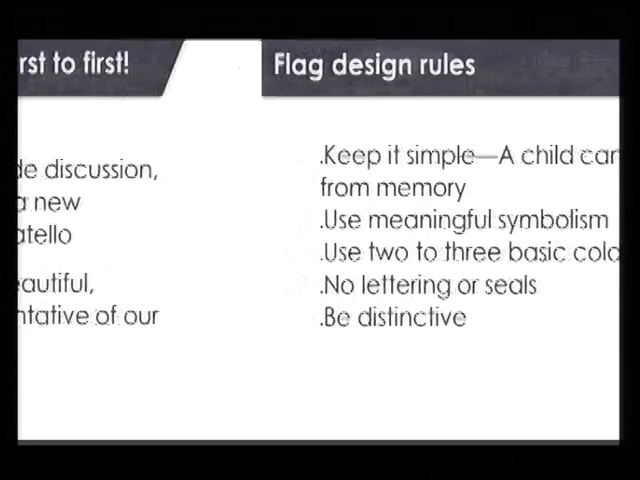 rst to first!
de discussion,
a new
atello
eautiful,
ntative of our
Flag design rules
.Keep it simple—A child can
from memory
.Use meaningful symbolism
.Use two to three basic colo
.No lettering or seals
.Be distinctive